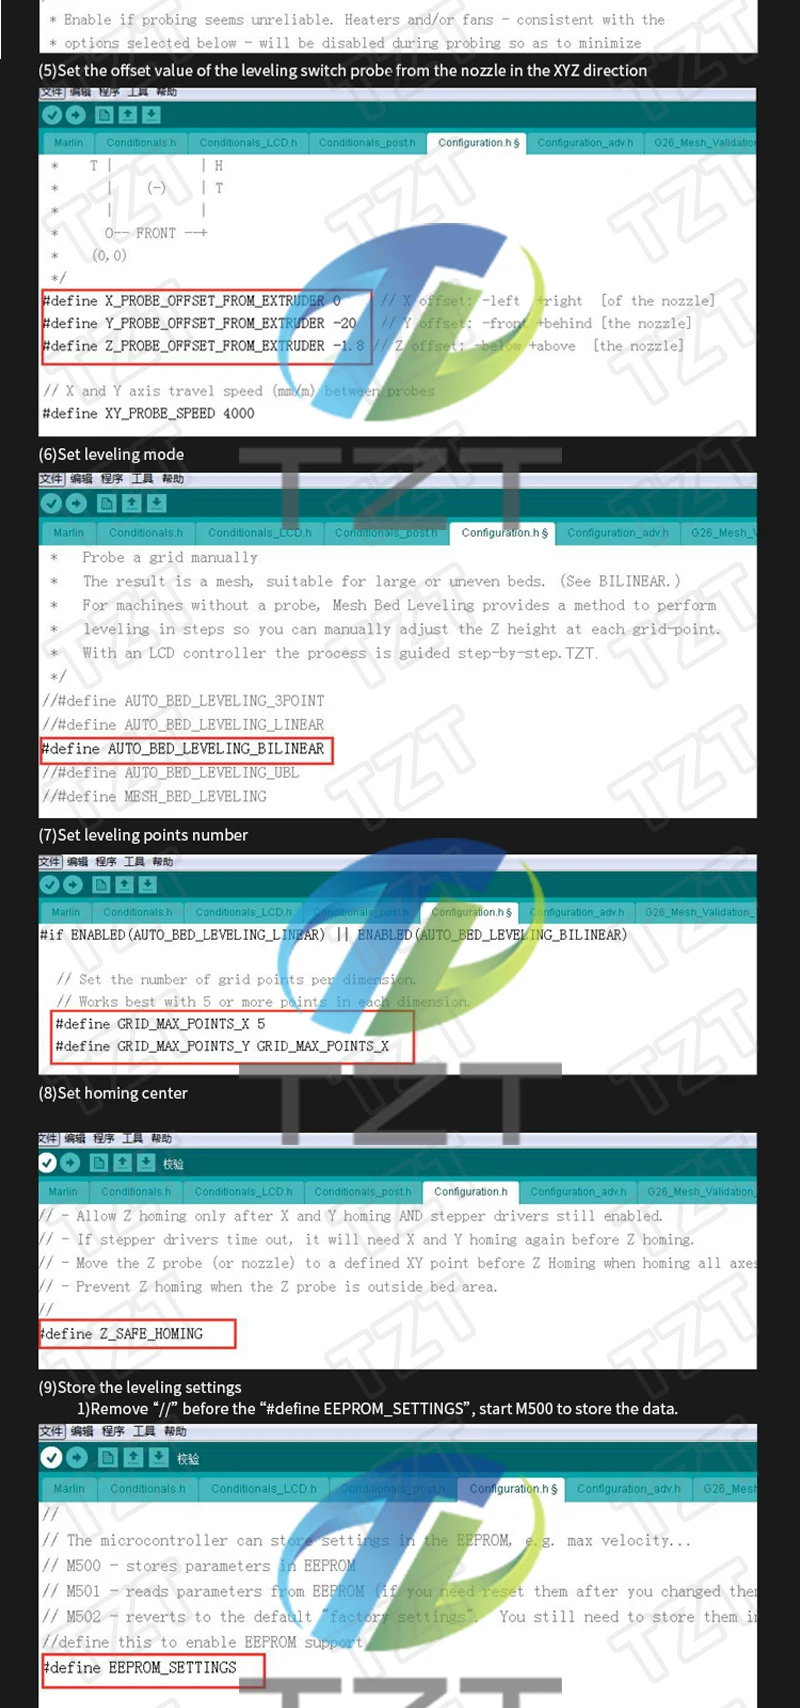 * Enable if probing seems unreliable. Heaters and/or fans - consistent with the
* options selected below - will be disabled during probing so as to minimize
(5)Set the offset value of the leveling switch probe from the nozzle in the XYZ direction
文件 编辑 程序 工具 帮助
Marlin Conditionals.h Conditionals_LCD.h Conditionals_post.h Configuration.h § Configuration_adv.h G26_Mesh_Validation
* T | | H
* | (-) | T
* | |
* O-- FRONT --+
* (0,0)
*/
#define X_PROBE_OFFSET_FROM_EXTRUDER 0 // X offset: -left +right [of the nozzle]
#define Y_PROBE_OFFSET_FROM_EXTRUDER -20 // Y offset: -front +behind [the nozzle]
#define Z_PROBE_OFFSET_FROM_EXTRUDER -1.8 // Z offset: -below +above [the nozzle]
// X and Y axis travel speed (mm/m) between probes
#define XY_PROBE_SPEED 4000
(6)Set leveling mode
文件 编辑 程序 工具 帮助
Marlin Conditionals.h Conditionals_LCD.h Conditionals_post.h Configuration.h § Configuration_adv.h G26_Mesh_V
* Probe a grid manually
* The result is a mesh, suitable for large or uneven beds. (See BILINEAR.)
* For machines without a probe, Mesh Bed Leveling provides a method to perform
* leveling in steps so you can manually adjust the Z height at each grid-point.
* With an LCD controller the process is guided step-by-step.TZT.
*/
//#define AUTO_BED_LEVELING_3POINT
//#define AUTO_BED_LEVELING_LINEAR
#define AUTO_BED_LEVELING_BILINEAR
//#define AUTO_BED_LEVELING_UBL
//#define MESH_BED_LEVELING
(7)Set leveling points number
文件 编辑 程序 工具 帮助
Marlin Conditionals.h Conditionals_LCD.h Conditionals_post.h Configuration.h § Configuration_adv.h G26_Mesh_Validation_
#if ENABLED(AUTO_BED_LEVELING_LINEAR) || ENABLED(AUTO_BED_LEVELING_BILINEAR)
// Set the number of grid points per dimension.
// Works best with 5 or more points in each dimension.
#define GRID_MAX_POINTS_X 5
#define GRID_MAX_POINTS_Y GRID_MAX_POINTS_X
TZT
(8)Set homing center
文件 编辑 程序 工具 帮助
校验
Marlin Conditionals.h Conditionals_LCD.h Conditionals_post.h Configuration.h Configuration_adv.h G26_Mesh_Validation_
// - Allow Z homing only after X and Y homing AND stepper drivers still enabled.
// - If stepper drivers time out, it will need X and Y homing again before Z homing.
// - Move the Z probe (or nozzle) to a defined XY point before Z Homing when homing all axes
// - Prevent Z homing when the Z probe is outside bed area.
//
#define Z_SAFE_HOMING
(9)Store the leveling settings
1)Remove “//” before the “#define EEPROM_SETTINGS”, start M500 to store the data.
文件 编辑 程序 工具 帮助
校验
Marlin Conditionals.h Conditionals_LCD.h Conditionals_post.h Configuration.h § Configuration_adv.h G26_Mesh
//
// The microcontroller can store settings in the EEPROM, e.g. max velocity...
// M500 - stores parameters in EEPROM
// M501 - reads parameters from EEPROM (if you need reset them after you changed them
// M502 - reverts to the default "factory settings". You still need to store them in
//define this to enable EEPROM support
#define EEPROM_SETTINGS